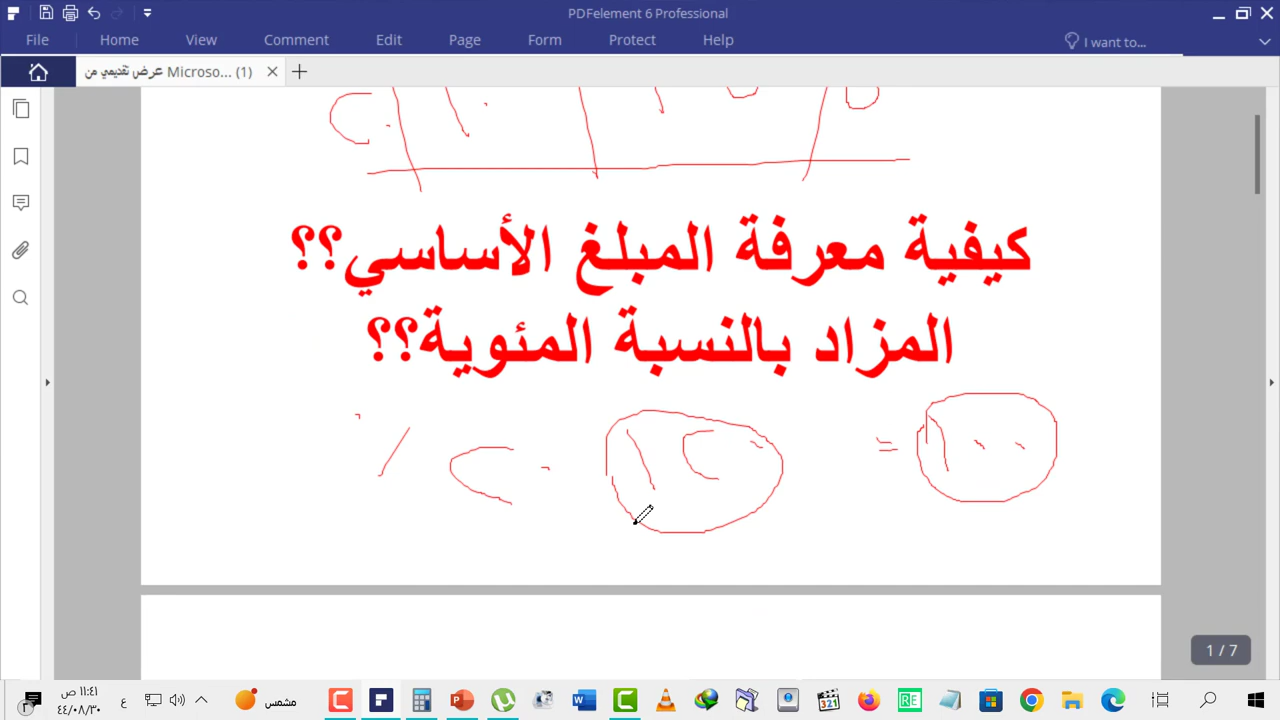 PDFelement 6 Professional
File Home View Comment Edit Page Form Protect Help I want to...
عرض تقديمي من Microso... (1)
كيفية معرفة المبلغ الأساسي؟؟
المزاد بالنسبة المئوية؟؟
1 / 7
مشمس
ع
١١:٤١ ص
٤٤/٠٨/٣٠